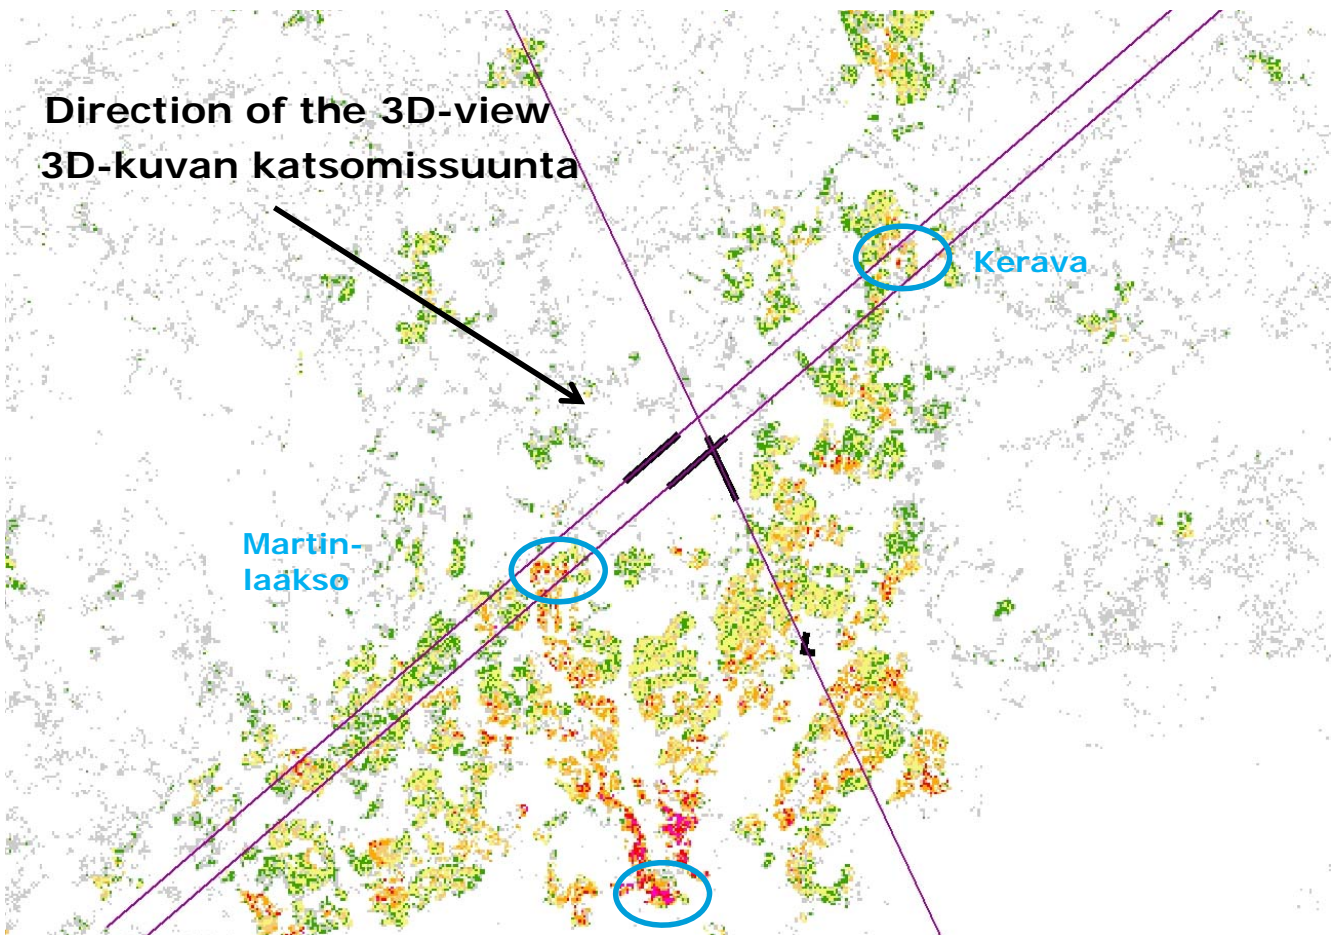 Direction of the 3D-view
3D-kuvan katsomissuunta
Kerava
Martin-
laakso